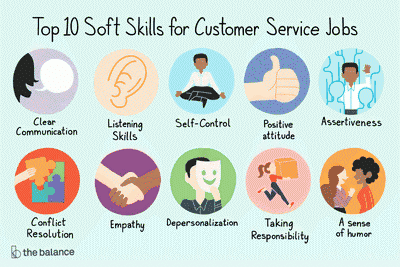 Top 10 Soft Skills for Customer Service Jobs
Clear
Communication
Listening
Skills
Self-Control
Positive
attitude
Assertiveness
Conflict
Resolution
Empathy
Depersonalization
Taking
Responsibility
A sense
of humor
the balance